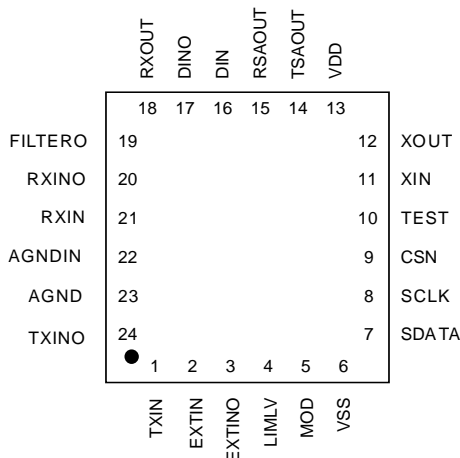 RXOUT DINO DIN RSAOUT TSAOUT VDD
18 17 16 15 14 13
FILTERO 19 12 XOUT
RXINO 20 11 XIN
RXIN 21 10 TEST
AGNDIN 22 9 CSN
AGND 23 8 SCLK
TXINO 24 7 SDATA
1 2 3 4 5 6
TXIN EXTIN EXTINO LIMLV MOD VSS